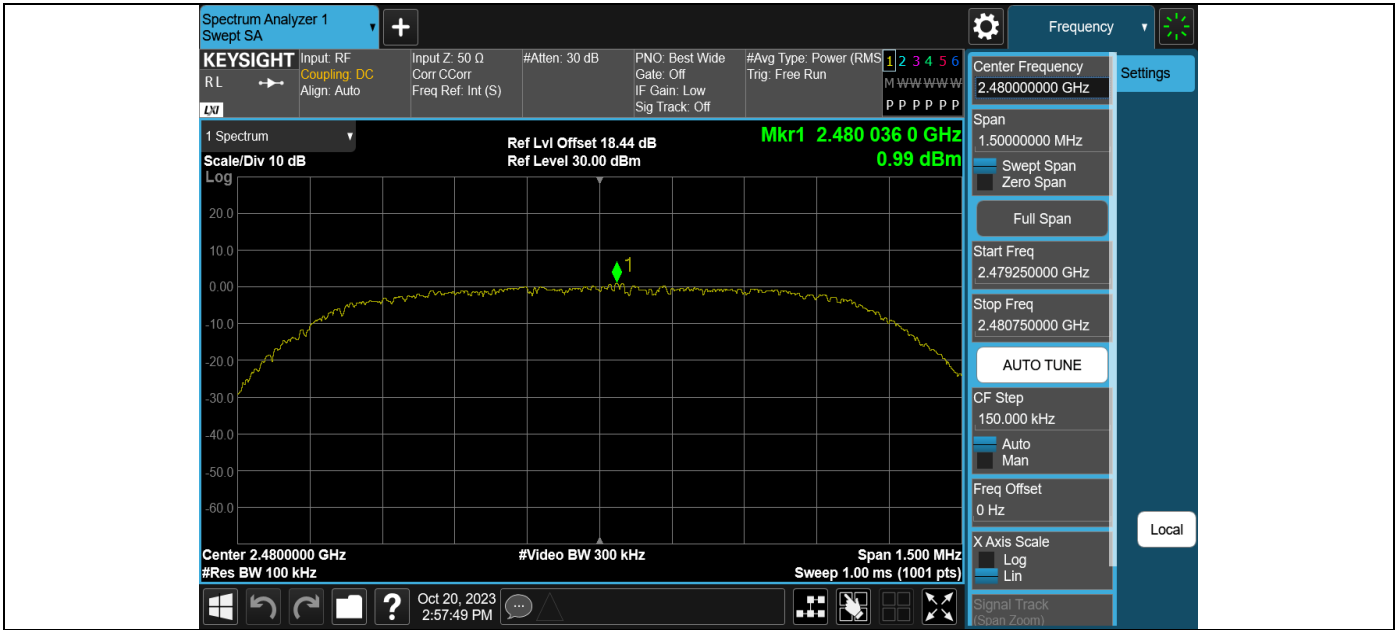 Spectrum Analyzer 1
Swept SA
+
Frequency
KEYSIGHT
RL
LXI
Input: RF
Coupling: DC
Align: Auto
Input Z: 50 Ω
Corr CCorr
Freq Ref: Int (S)
#Atten: 30 dB
PNO: Best Wide
Gate: Off
IF Gain: Low
Sig Track: Off
#Avg Type: Power (RMS
Trig: Free Run
1 2 3 4 5 6
M W W W W W
P P P P P P
1 Spectrum
Scale/Div 10 dB
Log
Ref Lvl Offset 18.44 dB
Ref Level 30.00 dBm
Mkr1 2.480 036 0 GHz
0.99 dBm
20.0
10.0
0.00
-10.0
-20.0
-30.0
-40.0
-50.0
-60.0
1
Center 2.4800000 GHz
#Res BW 100 kHz
#Video BW 300 kHz
Span 1.500 MHz
Sweep 1.00 ms (1001 pts)
?
Oct 20, 2023
2:57:49 PM
Center Frequency
2.480000000 GHz
Span
1.50000000 MHz
Swept Span
Zero Span
Full Span
Start Freq
2.479250000 GHz
Stop Freq
2.480750000 GHz
AUTO TUNE
CF Step
150.000 kHz
Auto
Man
Freq Offset
0 Hz
X Axis Scale
Log
Lin
Signal Track
(Span Zoom)
Settings
Local